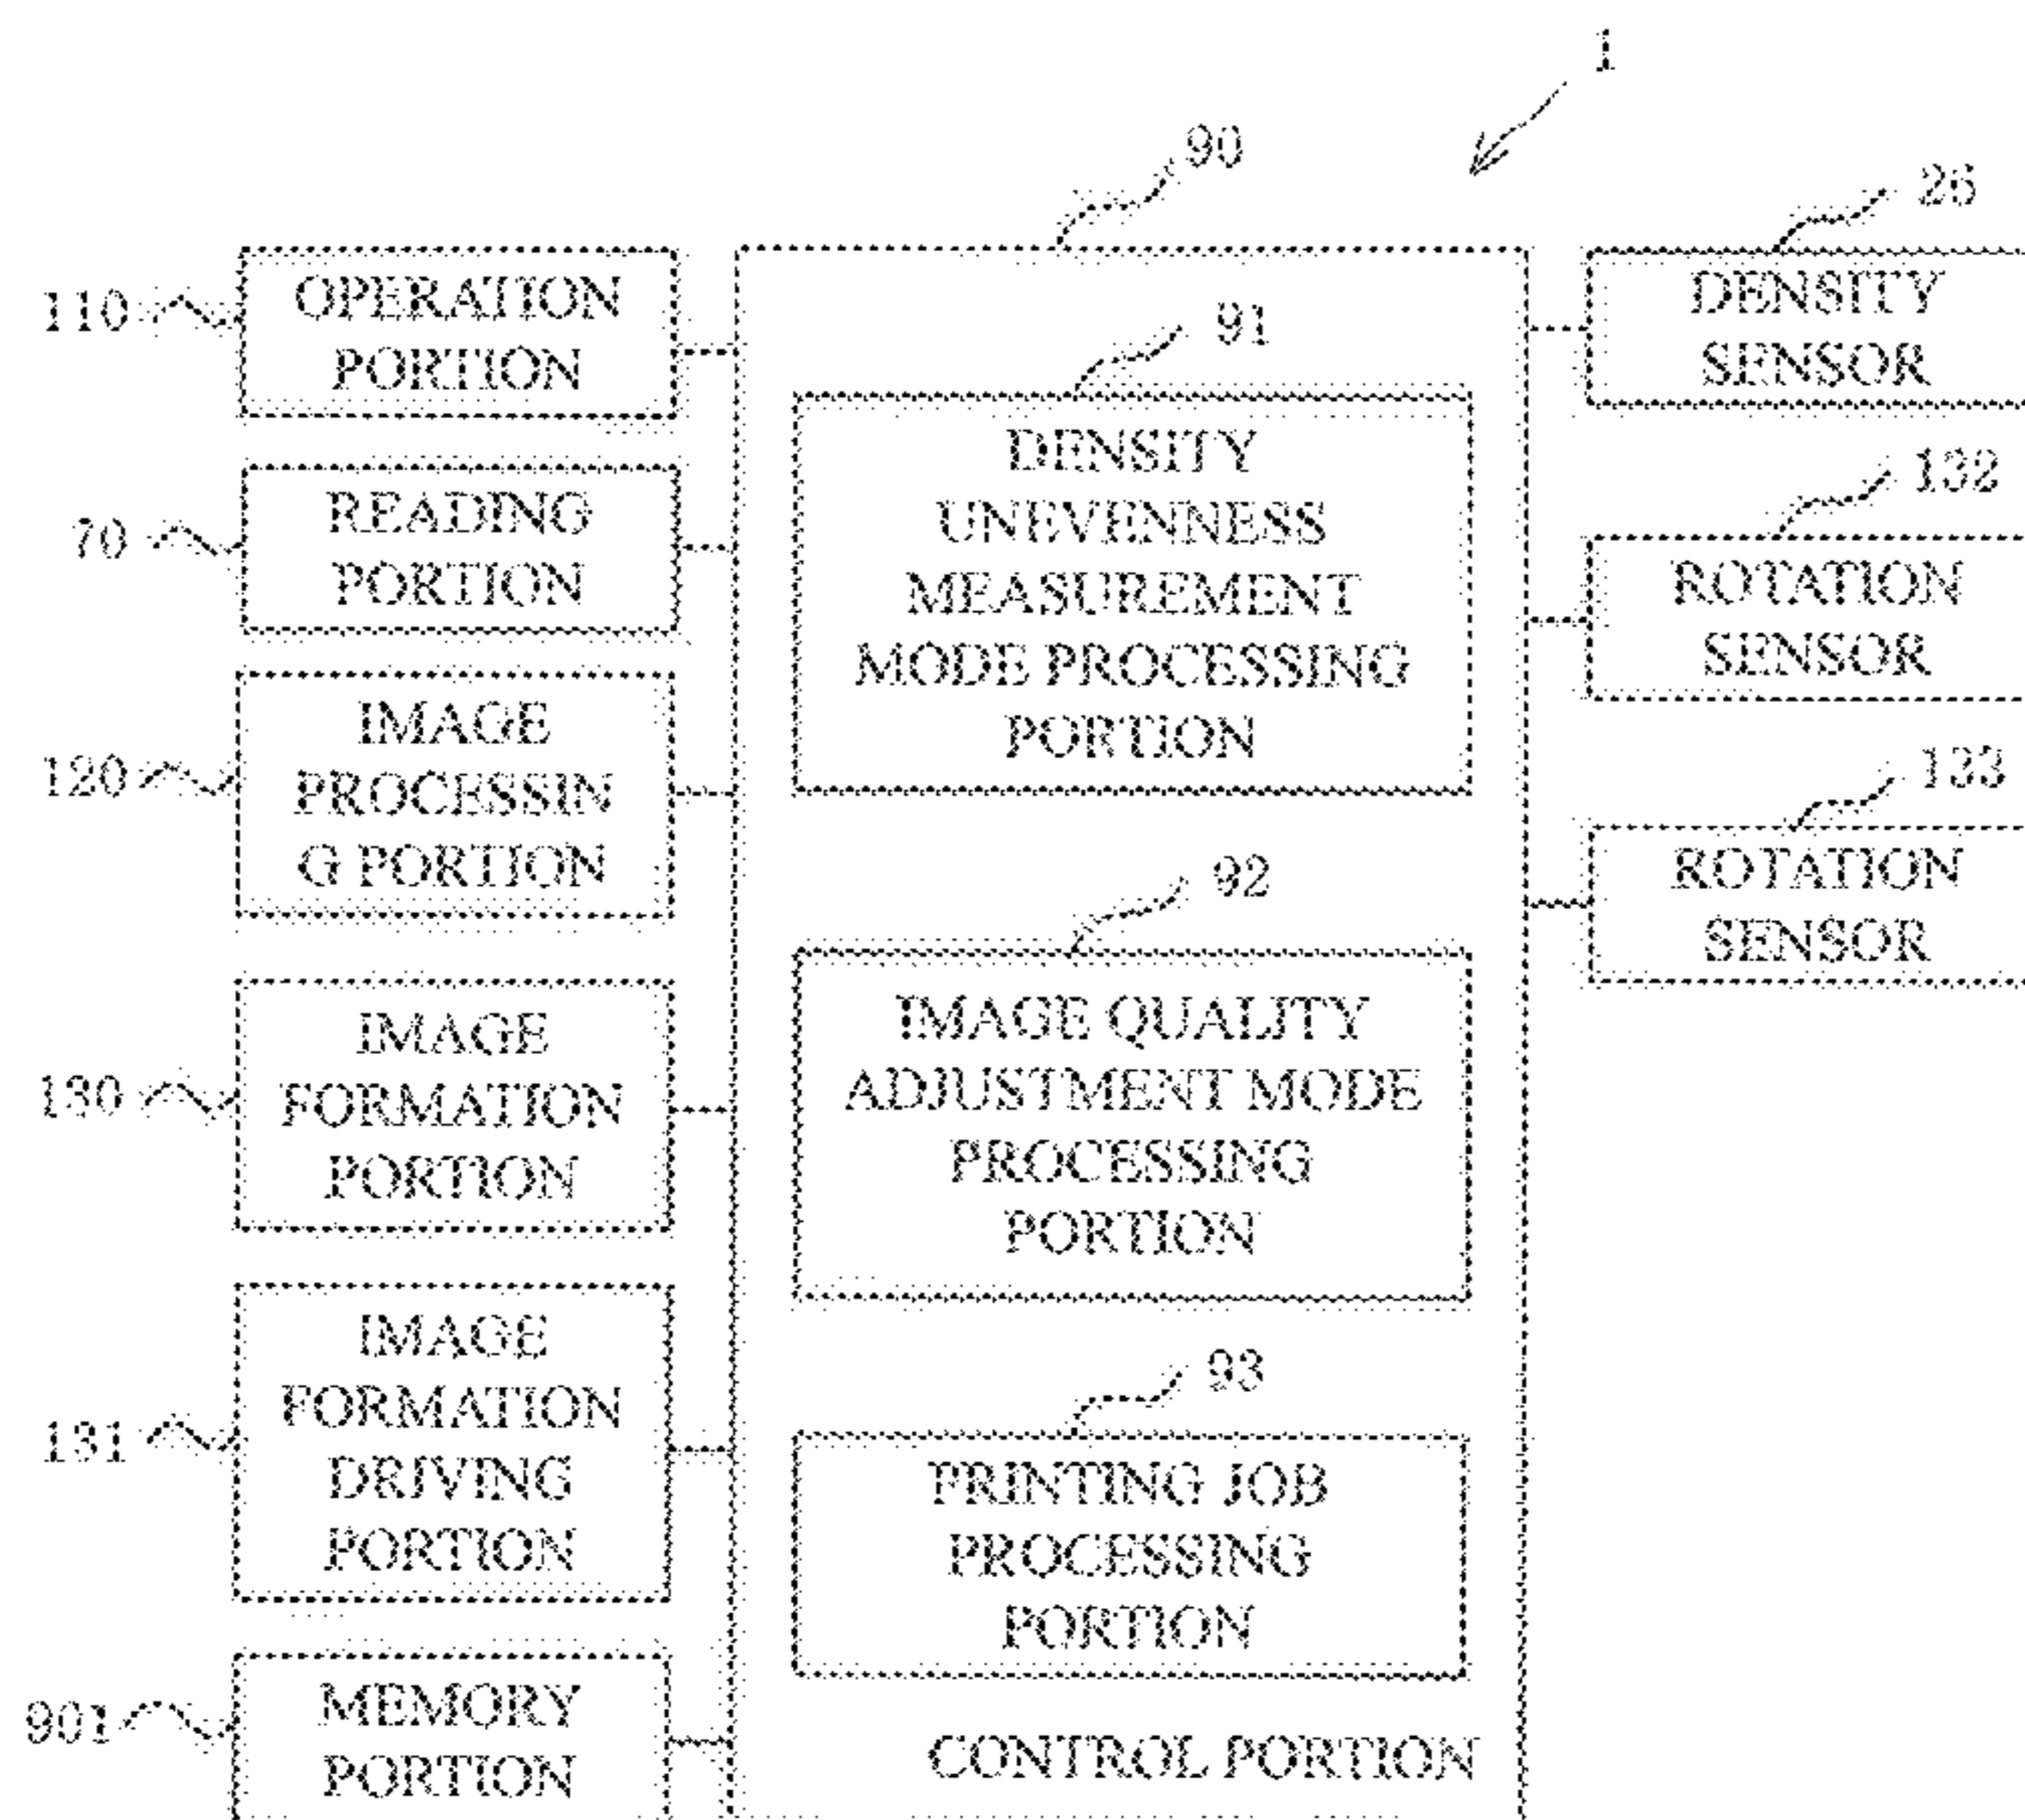 1
90
26
110
OPERATION
PORTION
DENSITY
SENSOR
91
70
READING
PORTION
DENSITY
UNEVENNESS
MEASUREMENT
MODE PROCESSING
PORTION
132
ROTATION
SENSOR
120
IMAGE
PROCESSIN
G PORTION
133
ROTATION
SENSOR
92
130
IMAGE
FORMATION
PORTION
IMAGE QUALITY
ADJUSTMENT MODE
PROCESSING
PORTION
131
IMAGE
FORMATION
DRIVING
PORTION
93
PRINTING JOB
PROCESSING
PORTION
901
MEMORY
PORTION
CONTROL PORTION